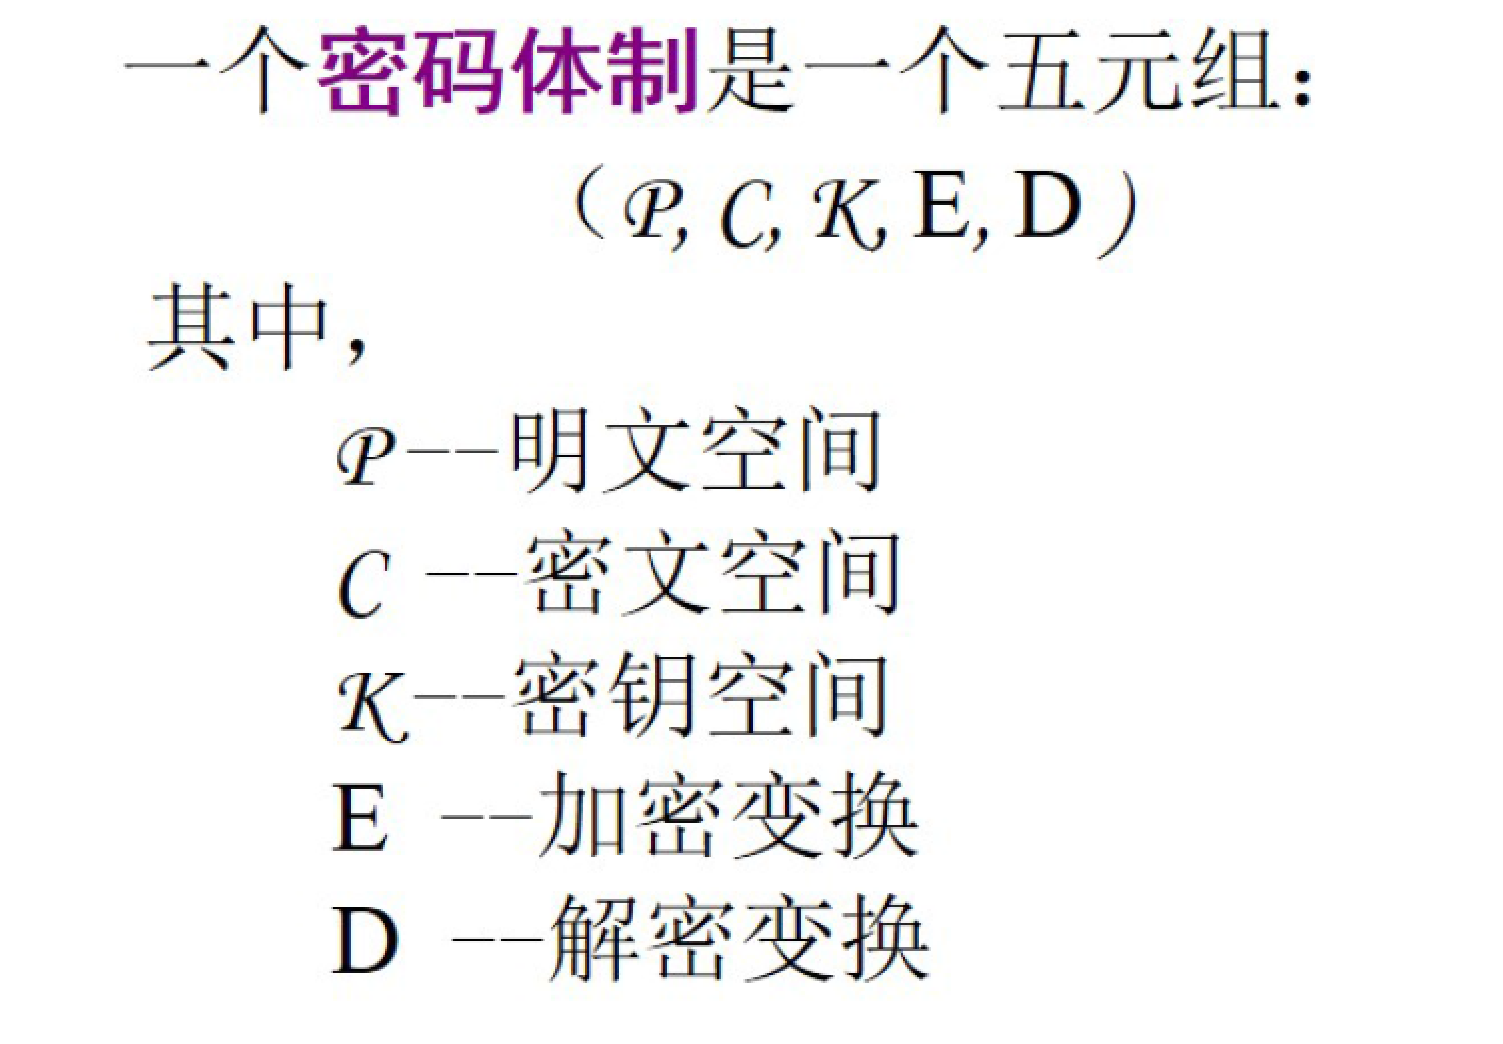 一个密码体制是一个五元组：
（𝒫, C, 𝒦, E, D )
其中，
𝒫--明文空间
C --密文空间
𝒦--密钥空间
E --加密变换
D --解密变换